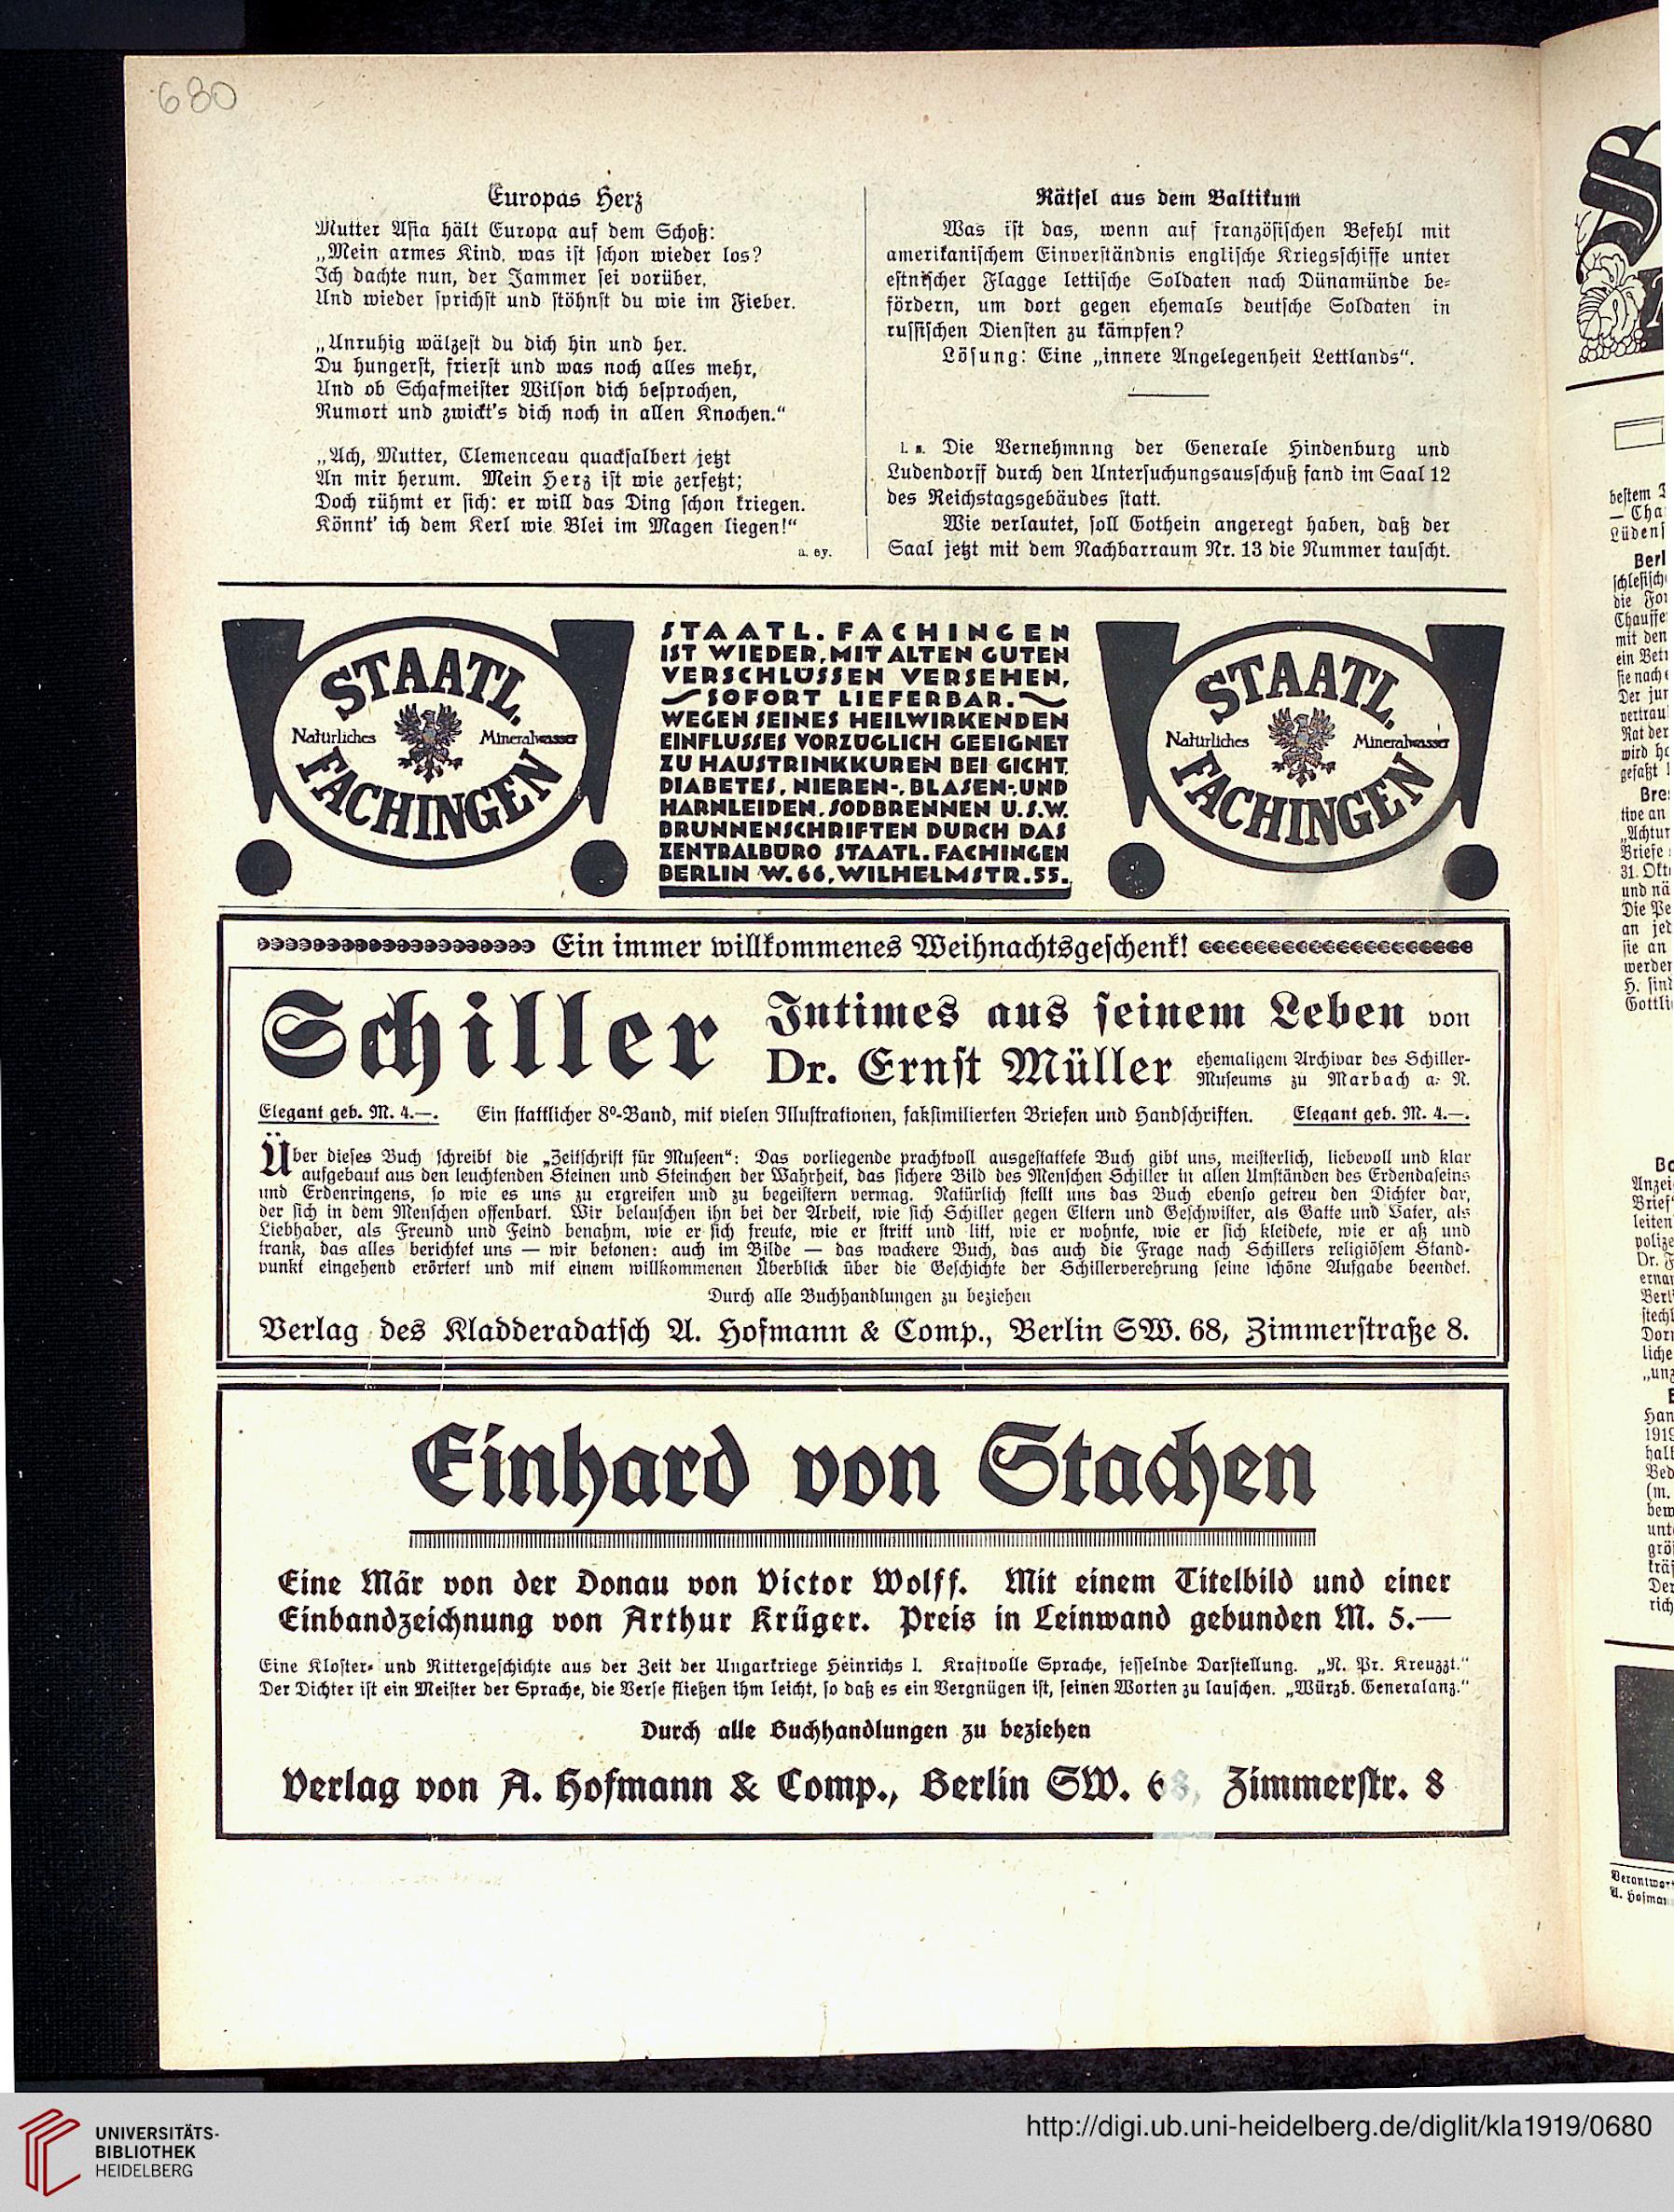 680
Europas Herz
Mutter Asia hält Europa auf dem Schoß:
„Mein armes Kind, was ist schon wieder los?
Ich dachte nun, der Jammer sei vorüber,
Und wieder sprichst und stöhnst du wie im Fieber.
„Unruhig wälzest du dich hin und her.
Du hungerst, frierst und was noch alles mehr,
Und ob Schafmeister Wilson dich besprochen,
Rumort und zwickt's dich noch in allen Knochen.“
„Ach, Mutter, Clemenceau quacksalbert jetzt
An mir herum. Mein Herz ist wie zersetzt;
Doch rühmt er sich: er will das Ding schon kriegen.
Könnt' ich dem Kerl wie Blei im Magen liegen!“
a. ey.
Rätsel aus dem Baltikum
Was ist das, wenn auf französischen Befehl mit
amerikanischem Einverständnis englische Kriegsschiffe unter
estnischer Flagge lettische Soldaten nach Dünamünde be-
fördern, um dort gegen ehemals deutsche Soldaten in
russischen Diensten zu kämpfen?
Lösung: Eine „innere Angelegenheit Lettlands“.
l. n. Die Vernehmnng der Generale Hindenburg und
Ludendorff durch den Untersuchungsausschuß fand im Saal 12
des Reichstagsgebäudes statt.
Wie verlautet, soll Gothein angeregt haben, daß der
Saal jetzt mit dem Nachbarraum Nr. 13 die Nummer tauscht.
STAATL.
Natürliches Mineralwasser
FACHINGEN
STAATL. FACHINGEN
IST WIEDER, MIT ALTEN GUTEN
VERSCHLÜSSEN VERSEHEN,
SOFORT LIEFERBAR.
WEGEN SEINES HEILWIRKENDEN
EINFLUSSES VORZÜGLICH GEEIGNET
ZU HAUSTRINKKUREN BEI GICHT,
DIABETES, NIEREN-, BLASEN-, UND
HARNLEIDEN, SODBRENNEN U.S.W.
BRUNNENSCHRIFTEN DURCH DAS
ZENTRALBÜRO STAATL. FACHINGEN
BERLIN W. 66, WILHELMSTR. 55.
STAATL.
Natürliches Mineralwasser
FACHINGEN
Ein immer willkommenes Weihnachtsgeschenk!
Schiller Intimes aus seinem Leben von
Dr. Ernst Müller ehemaligem Archivar des Schiller-
Museums zu Marbach a. N.
Elegant geb. M. 4.—. Ein stattlicher 8°-Band, mit vielen Illustrationen, faksimilierten Briefen und Handschriften. Elegant geb. M. 4.—.
Über dieses Buch schreibt die „Zeitschrift für Museen“: Das vorliegende prachtvoll ausgestattete Buch gibt uns, meisterlich, liebevoll und klar
aufgebaut aus den leuchtenden Steinen und Steinchen der Wahrheit, das sichere Bild des Menschen Schiller in allen Umständen des Erdendaseins
und Erdenringens, so wie es uns zu ergreifen und zu begeistern vermag. Natürlich stellt uns das Buch ebenso getreu den Dichter dar,
der sich in dem Menschen offenbart. Wir belauschen ihn bei der Arbeit, wie sich Schiller gegen Eltern und Geschwister, als Gatte und Vater, als
Liebhaber, als Freund und Feind benahm, wie er sich freute, wie er stritt und litt, wie er wohnte, wie er sich kleidete, wie er aß und
trank, das alles berichtet uns — wir betonen: auch im Bilde — das wackere Buch, das auch die Frage nach Schillers religiösem Stand-
punkt eingehend erörtert und mit einem willkommenen Überblick über die Geschichte der Schillerverehrung seine schöne Aufgabe beendet.
Durch alle Buchhandlungen zu beziehen
Verlag des Kladderadatsch A. Hofmann & Comp., Berlin SW. 68, Zimmerstraße 8.
Einhard von Stachen
Eine Mär von der Donau von Victor Wolff. Mit einem Titelbild und einer
Einbandzeichnung von Arthur Krüger. Preis in Leinwand gebunden M. 5.—
Eine Kloster- und Rittergeschichte aus der Zeit der Ungarkriege Heinrichs I. Kraftvolle Sprache, fesselnde Darstellung. „N. Pr. Kreuzzt.“
Der Dichter ist ein Meister der Sprache, die Verse fließen ihm leicht, so daß es ein Vergnügen ist, seinen Worten zu lauschen. „Würzb. Generalanz.“
Durch alle Buchhandlungen zu beziehen
Verlag von A. Hofmann & Comp., Berlin SW. 68, Zimmerstr. 8
UNIVERSITÄTS-
BIBLIOTHEK
HEIDELBERG
http://digi.ub.uni-heidelberg.de/diglit/kla1919/0680